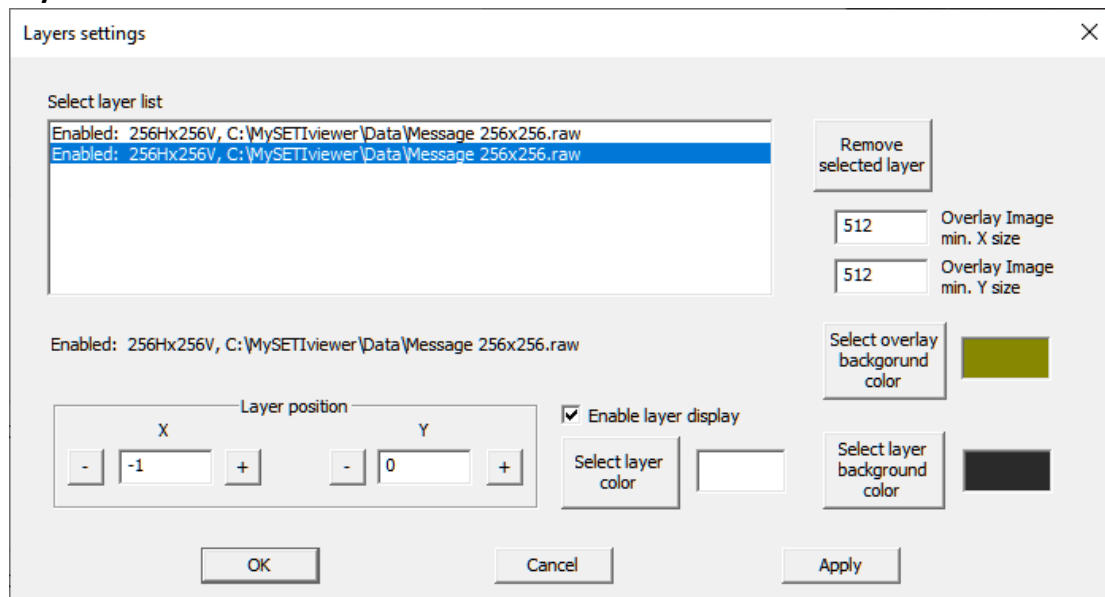 Layers settings
Select layer list
Enabled:  256Hx256V, C:\MySETIviewer\Data\Message 256x256.raw
Enabled:  256Hx256V, C:\MySETIviewer\Data\Message 256x256.raw
Remove
selected layer
512
Overlay Image
min. X size
512
Overlay Image
min. Y size
Enabled:  256Hx256V, C:\MySETIviewer\Data\Message 256x256.raw
Select overlay
backgorund
color
Layer position
X
Y
-
-1
+
-
0
+
Enable layer display
Select layer
color
Select layer
background
color
OK
Cancel
Apply